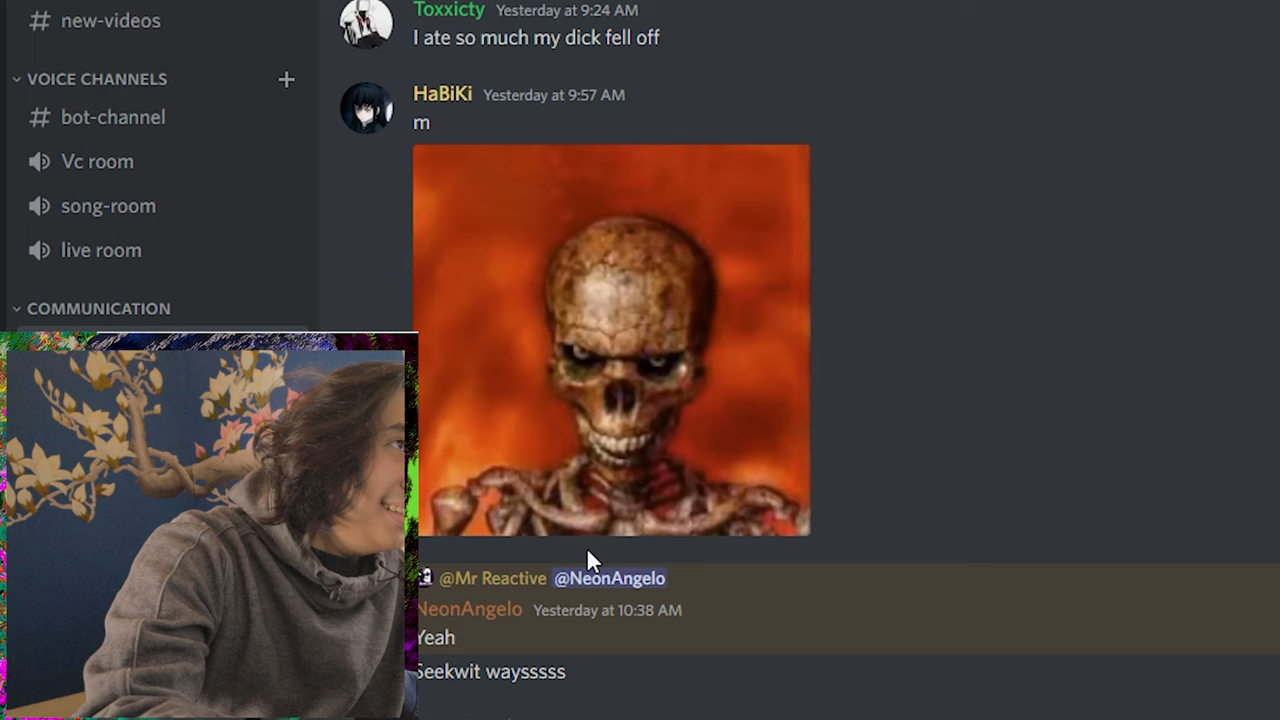 new-videos
VOICE CHANNELS
bot-channel
Vc room
song-room
live room
COMMUNICATION
Toxxicty Yesterday at 9:24 AM
I ate so much my dick fell off
HaBiKi Yesterday at 9:57 AM
m
@Mr Reactive @NeonAngelo
NeonAngelo Yesterday at 10:38 AM
Yeah
Seekwit waysssss